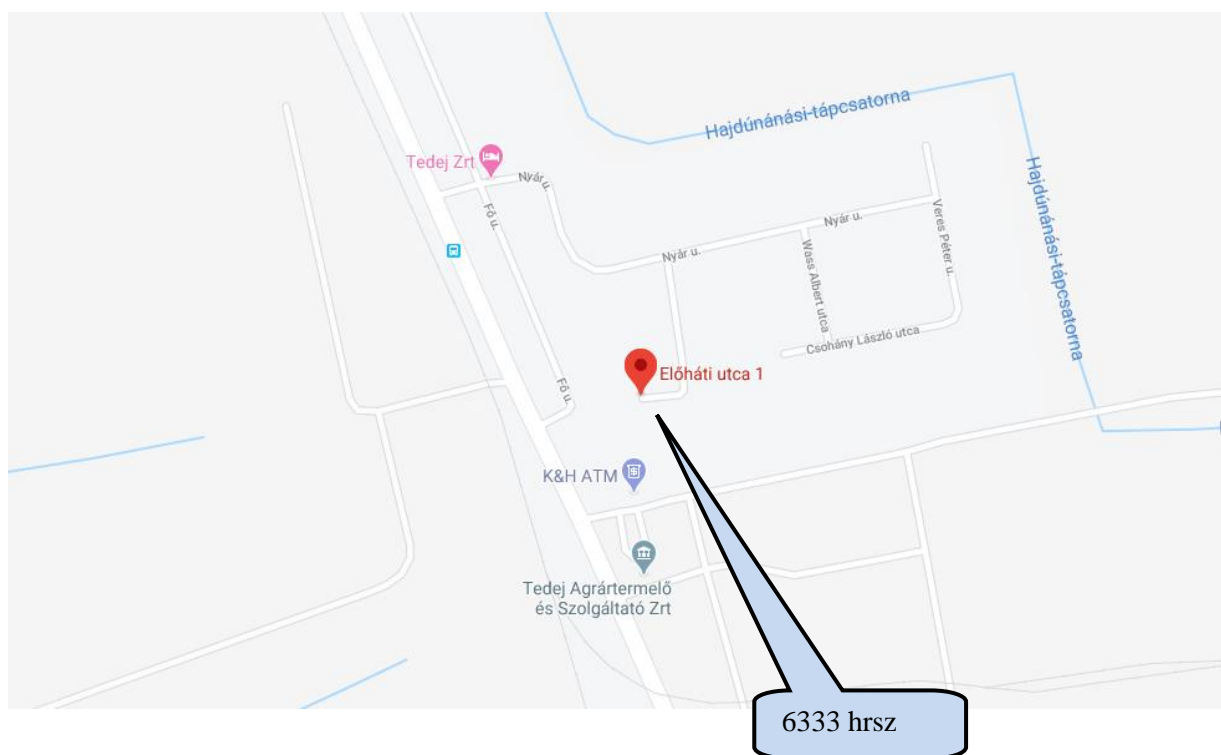 Hajdúnánási-tápcsatorna
Tedej Zrt
Nyár u.
Hajdúnánási-tápcsatorna
Fő u.
Nyár u.
Veres Péter u.
Nyár u.
Wass Albert utca
Csohány László utca
Előháti utca 1
Fő u.
K&H ATM
Tedej Agrártermelő
és Szolgáltató Zrt
6333 hrsz